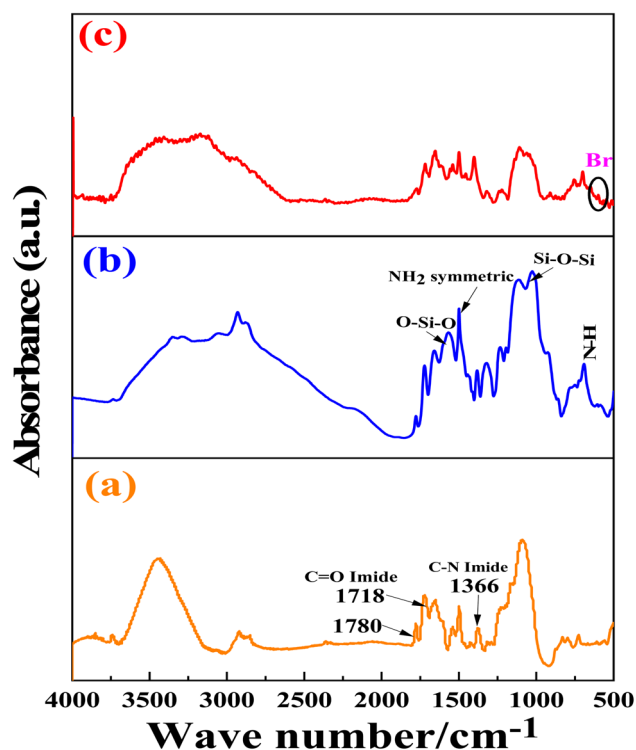 (c)
Br
(b)
Si-O-Si
NH2 symmetric
O-Si-O
N-H
(a)
C=O Imide
1718
1780
C-N Imide
1366
Absorbance (a.u.)
4000 3500 3000 2500 2000 1500 1000 500
Wave number/cm-1